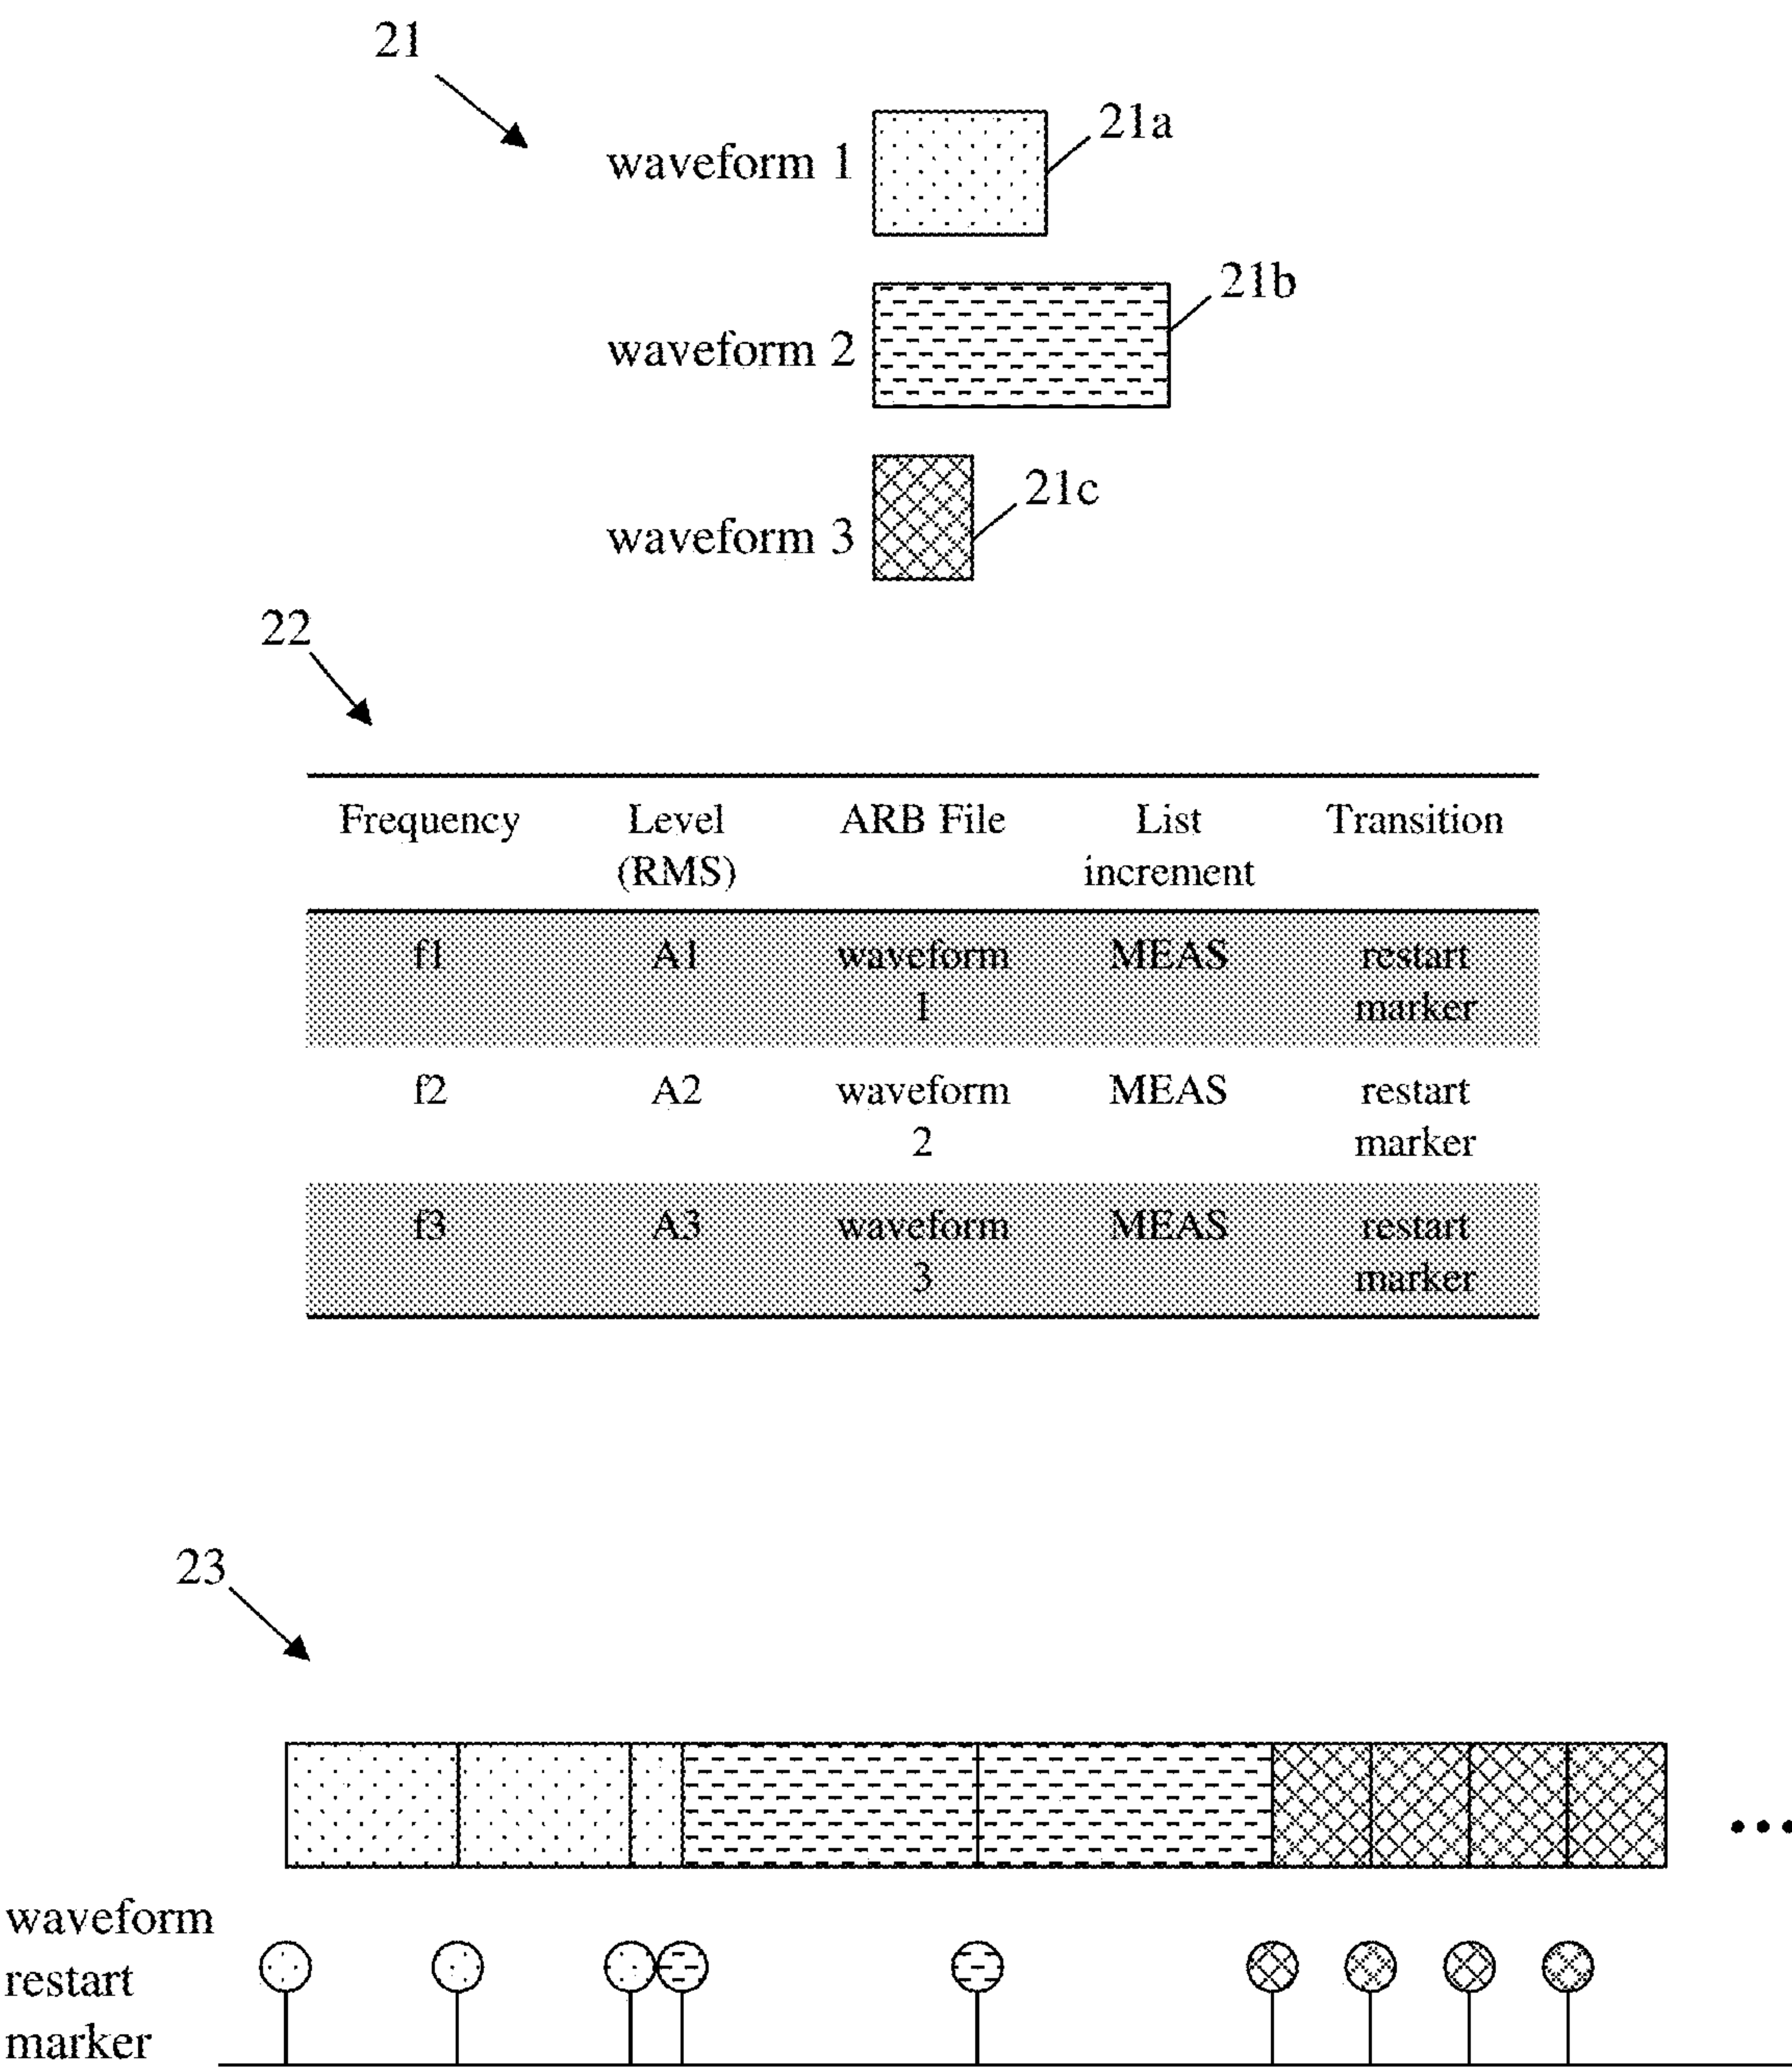 21
waveform 1
21a
waveform 2
21b
waveform 3
21c
22
Frequency Level (RMS) ARB File List increment Transition
f1 A1 waveform 1 MEAS restart marker
f2 A2 waveform 2 MEAS restart marker
f3 A3 waveform 3 MEAS restart marker
23
...
waveform
restart
marker